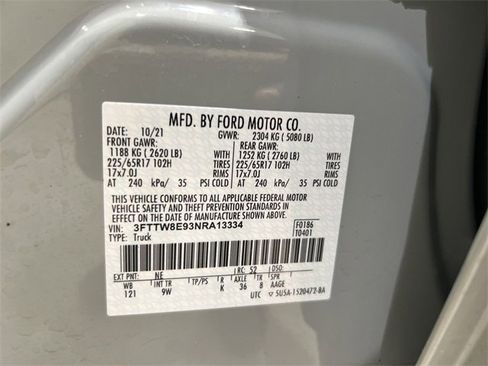 MFD. BY FORD MOTOR CO.
DATE: 10/21 GVWR: 2304 KG ( 5080 LB)
FRONT GAWR: REAR GAWR:
1188 KG ( 2620 LB) 1252 KG ( 2760 LB)
225/65R17 102H TIRES 225/65R17 102H
17x7.0J RIMS 17x7.0J RIMS
AT 240 kPa/ 35 PSI COLD AT 240 kPa/ 35 PSI COLD
THIS VEHICLE CONFORMS TO ALL APPLICABLE FEDERAL MOTOR
VEHICLE SAFETY AND THEFT PREVENTION STANDARDS IN
EFFECT ON THE DATE OF MANUFACTURE SHOWN ABOVE.
VIN: 3FTTW8E93NRA13334 F0186
TYPE: Truck T0401
EXT PNT: NE RC: 52 DSO:
WB INT TR TP/PS R AXLE TR SPR
121 9W K 36 8 AAGE
UTC 5U5A-1520472-BA